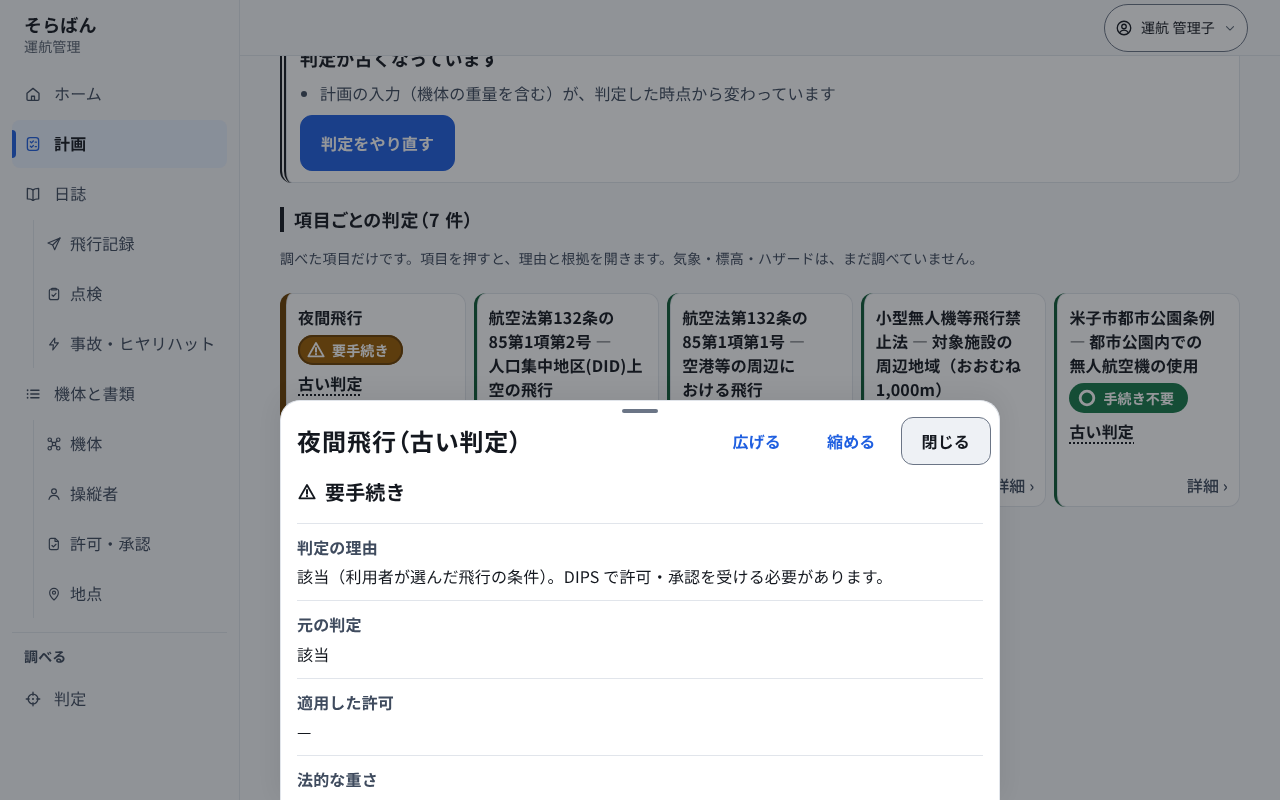 そらばん
運航管理
ホーム
計画
日誌
飛行記録
点検
事故・ヒヤリハット
機体と書類
機体
操縦者
許可・承認
地点
調べる
判定
運航 管理子
判定が古くなっています
計画の入力（機体の重量を含む）が、判定した時点から変わっています
判定をやり直す
項目ごとの判定（7 件）
調べた項目だけです。項目を押すと、理由と根拠を開きます。気象・標高・ハザードは、まだ調べていません。
夜間飛行
要手続き
古い判定
航空法第132条の
85第1項第2号 —
人口集中地区(DID)上
空の飛行
航空法第132条の
85第1項第1号 —
空港等の周辺に
おける飛行
小型無人機等飛行禁
止法 — 対象施設の
周辺地域（おおむね
1,000m）
詳細 ›
米子市都市公園条例
— 都市公園内での
無人航空機の使用
手続き不要
古い判定
詳細 ›
夜間飛行（古い判定）
広げる
縮める
閉じる
要手続き
判定の理由
該当（利用者が選んだ飛行の条件）。DIPS で許可・承認を受ける必要があります。
元の判定
該当
適用した許可
—
法的な重さ